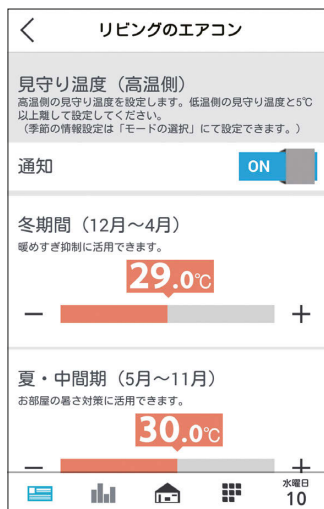 リビングのエアコン
見守り温度（高温側）
高温側の見守り温度を設定します。低温側の見守り温度と5℃
以上離して設定してください。
（季節の情報設定は「モードの選択」にて設定できます。）
通知
ON
冬期間（12月～4月）
暖めすぎ抑制に活用できます。
29.0℃
－ ＋
夏・中間期（5月～11月）
お部屋の暑さ対策に活用できます。
30.0℃
－ ＋
水曜日
10